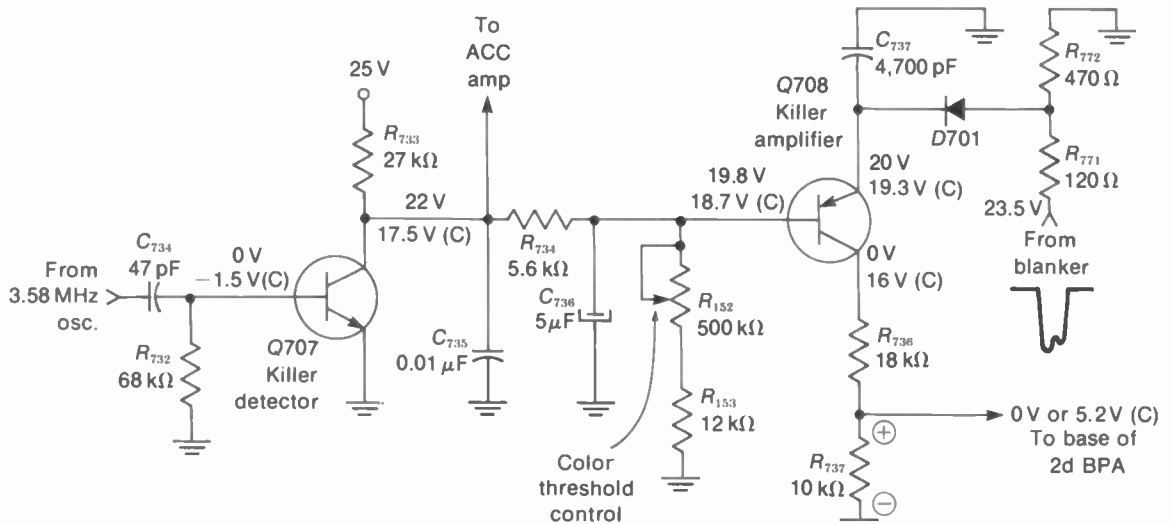 To
ACC
amp
25 V
R733
27 kΩ
22 V
17.5 V (C)
C734
47 pF
0 V
−1.5 V (C)
From
3.58 MHz
osc.
R732
68 kΩ
Q707
Killer
detector
C735
0.01 μF
R734
5.6 kΩ
C736
5 μF
R152
500 kΩ
R153
12 kΩ
Color
threshold
control
19.8 V
18.7 V (C)
Q708
Killer
amplifier
C737
4,700 pF
D701
R772
470 Ω
R771
120 Ω
23.5 V
From
blanker
20 V
19.3 V (C)
0 V
16 V (C)
R736
18 kΩ
0 V or 5.2 V (C)
To base of
2d BPA
+
R737
10 kΩ
−